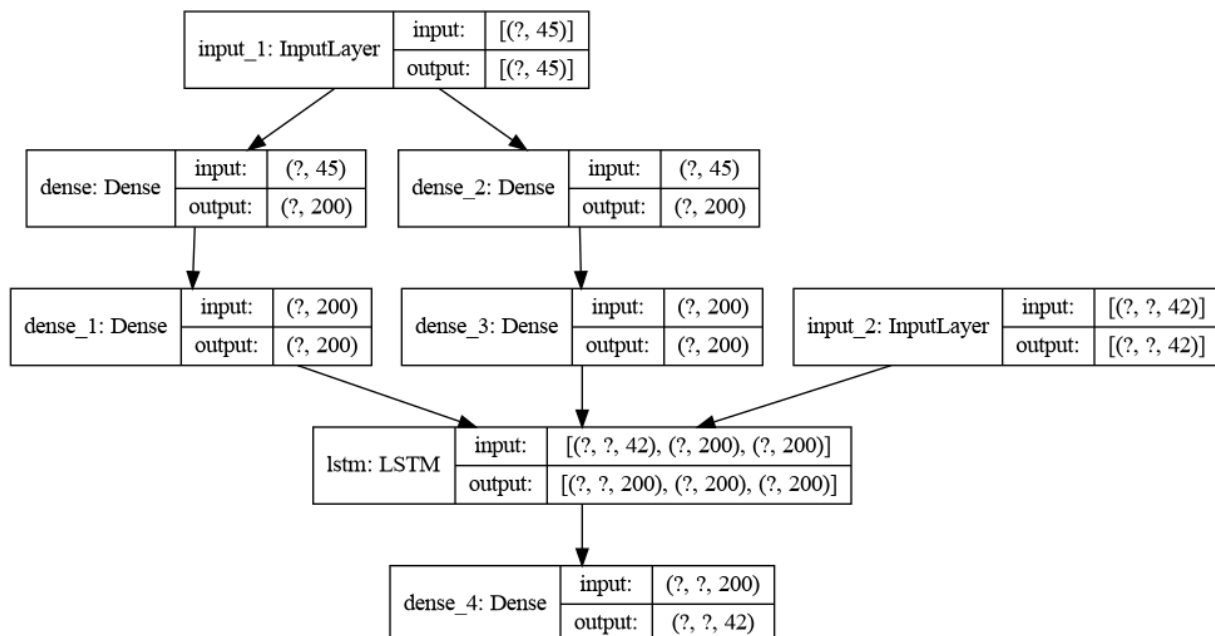 input_1: InputLayer
input: [(?, 45)]
output: [(?, 45)]
dense: Dense
input: (?, 45)
output: (?, 200)
dense_2: Dense
input: (?, 45)
output: (?, 200)
dense_1: Dense
input: (?, 200)
output: (?, 200)
dense_3: Dense
input: (?, 200)
output: (?, 200)
input_2: InputLayer
input: [(?, ?, 42)]
output: [(?, ?, 42)]
lstm: LSTM
input: [(?, ?, 42), (?, 200), (?, 200)]
output: [(?, ?, 200), (?, 200), (?, 200)]
dense_4: Dense
input: (?, ?, 200)
output: (?, ?, 42)